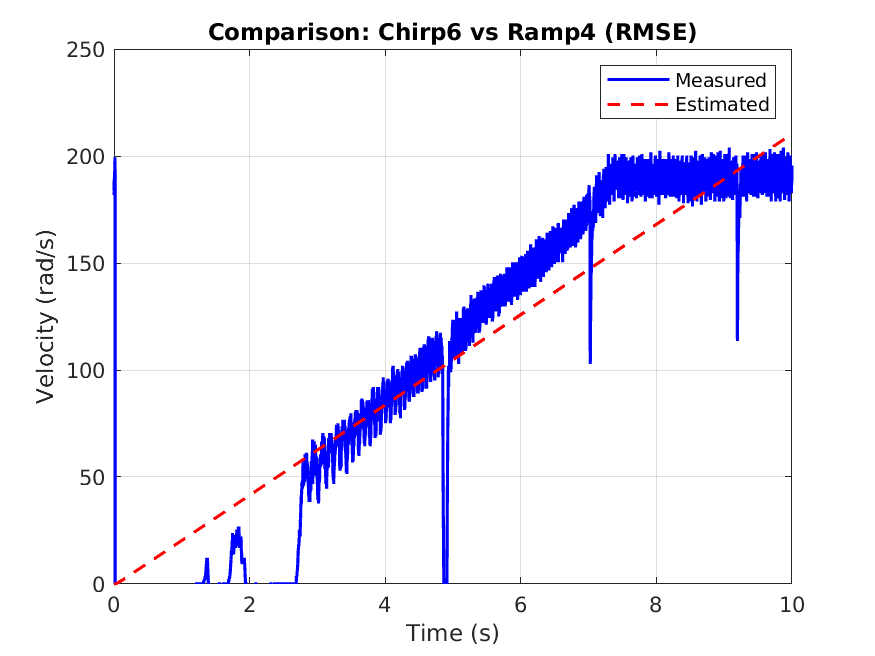 Comparison: Chirp6 vs Ramp4 (RMSE)
Measured
Estimated
250
200
150
100
50
0
Velocity (rad/s)
0 2 4 6 8 10
Time (s)